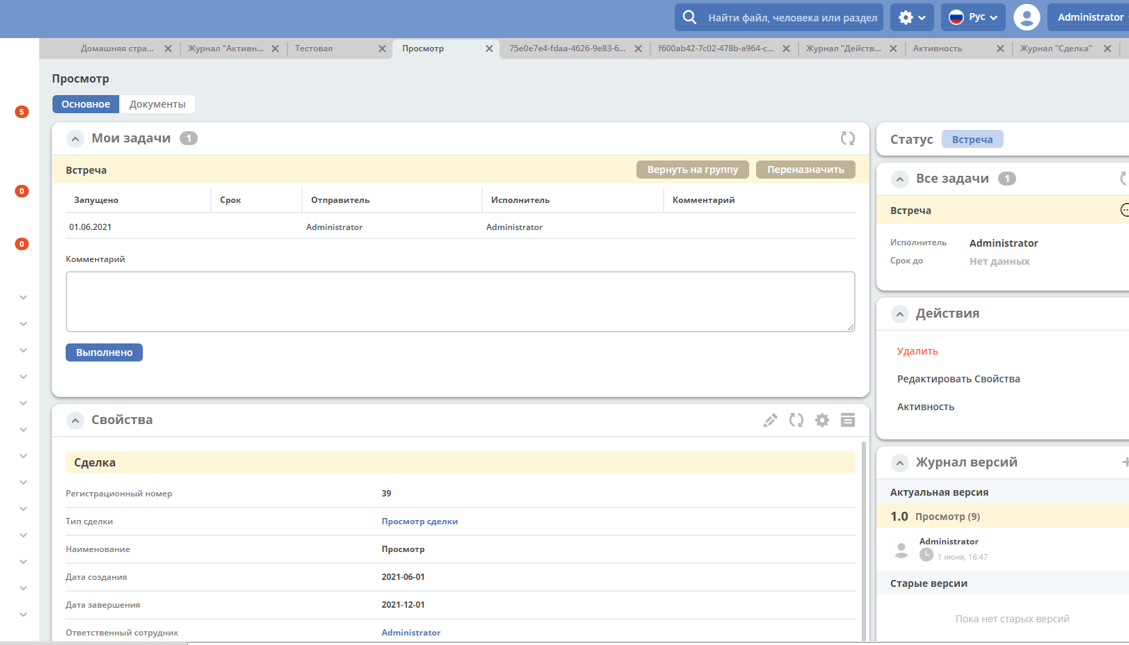 Найти файл, человека или раздел
Рус
Administrator
Домашняя стра...
Журнал "Активн...
Тестовая
Просмотр
75e0e7e4-fdaa-4626-9e83-6...
f600ab42-7c02-478b-a964-c...
Журнал "Действ...
Активность
Журнал "Сделка"
Просмотр
Основное
Документы
5
0
0
Мои задачи 1
Встреча
Вернуть на группу
Переназначить
Запущено
Срок
Отправитель
Исполнитель
Комментарий
01.06.2021
Administrator
Administrator
Комментарий
Выполнено
Свойства
Сделка
Регистрационный номер 39
Тип сделки Просмотр сделки
Наименование Просмотр
Дата создания 2021-06-01
Дата завершения 2021-12-01
Ответственный сотрудник Administrator
Статус Встреча
Все задачи 1
Встреча
Исполнитель Administrator
Срок до Нет данных
Действия
Удалить
Редактировать Свойства
Активность
Журнал версий
Актуальная версия
1.0 Просмотр (9)
Administrator
1 июня, 16:47
Старые версии
Пока нет старых версий